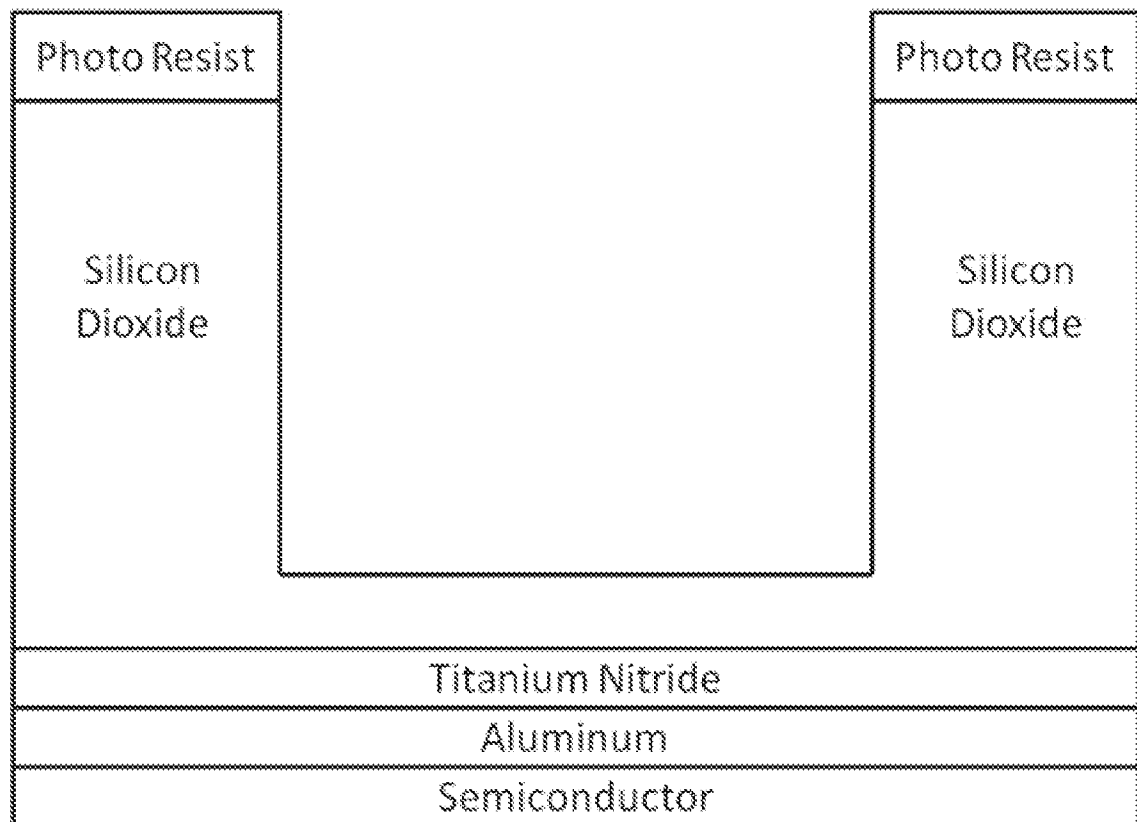 Photo Resist
Photo Resist
Silicon
Dioxide
Silicon
Dioxide
Titanium Nitride
Aluminum
Semiconductor